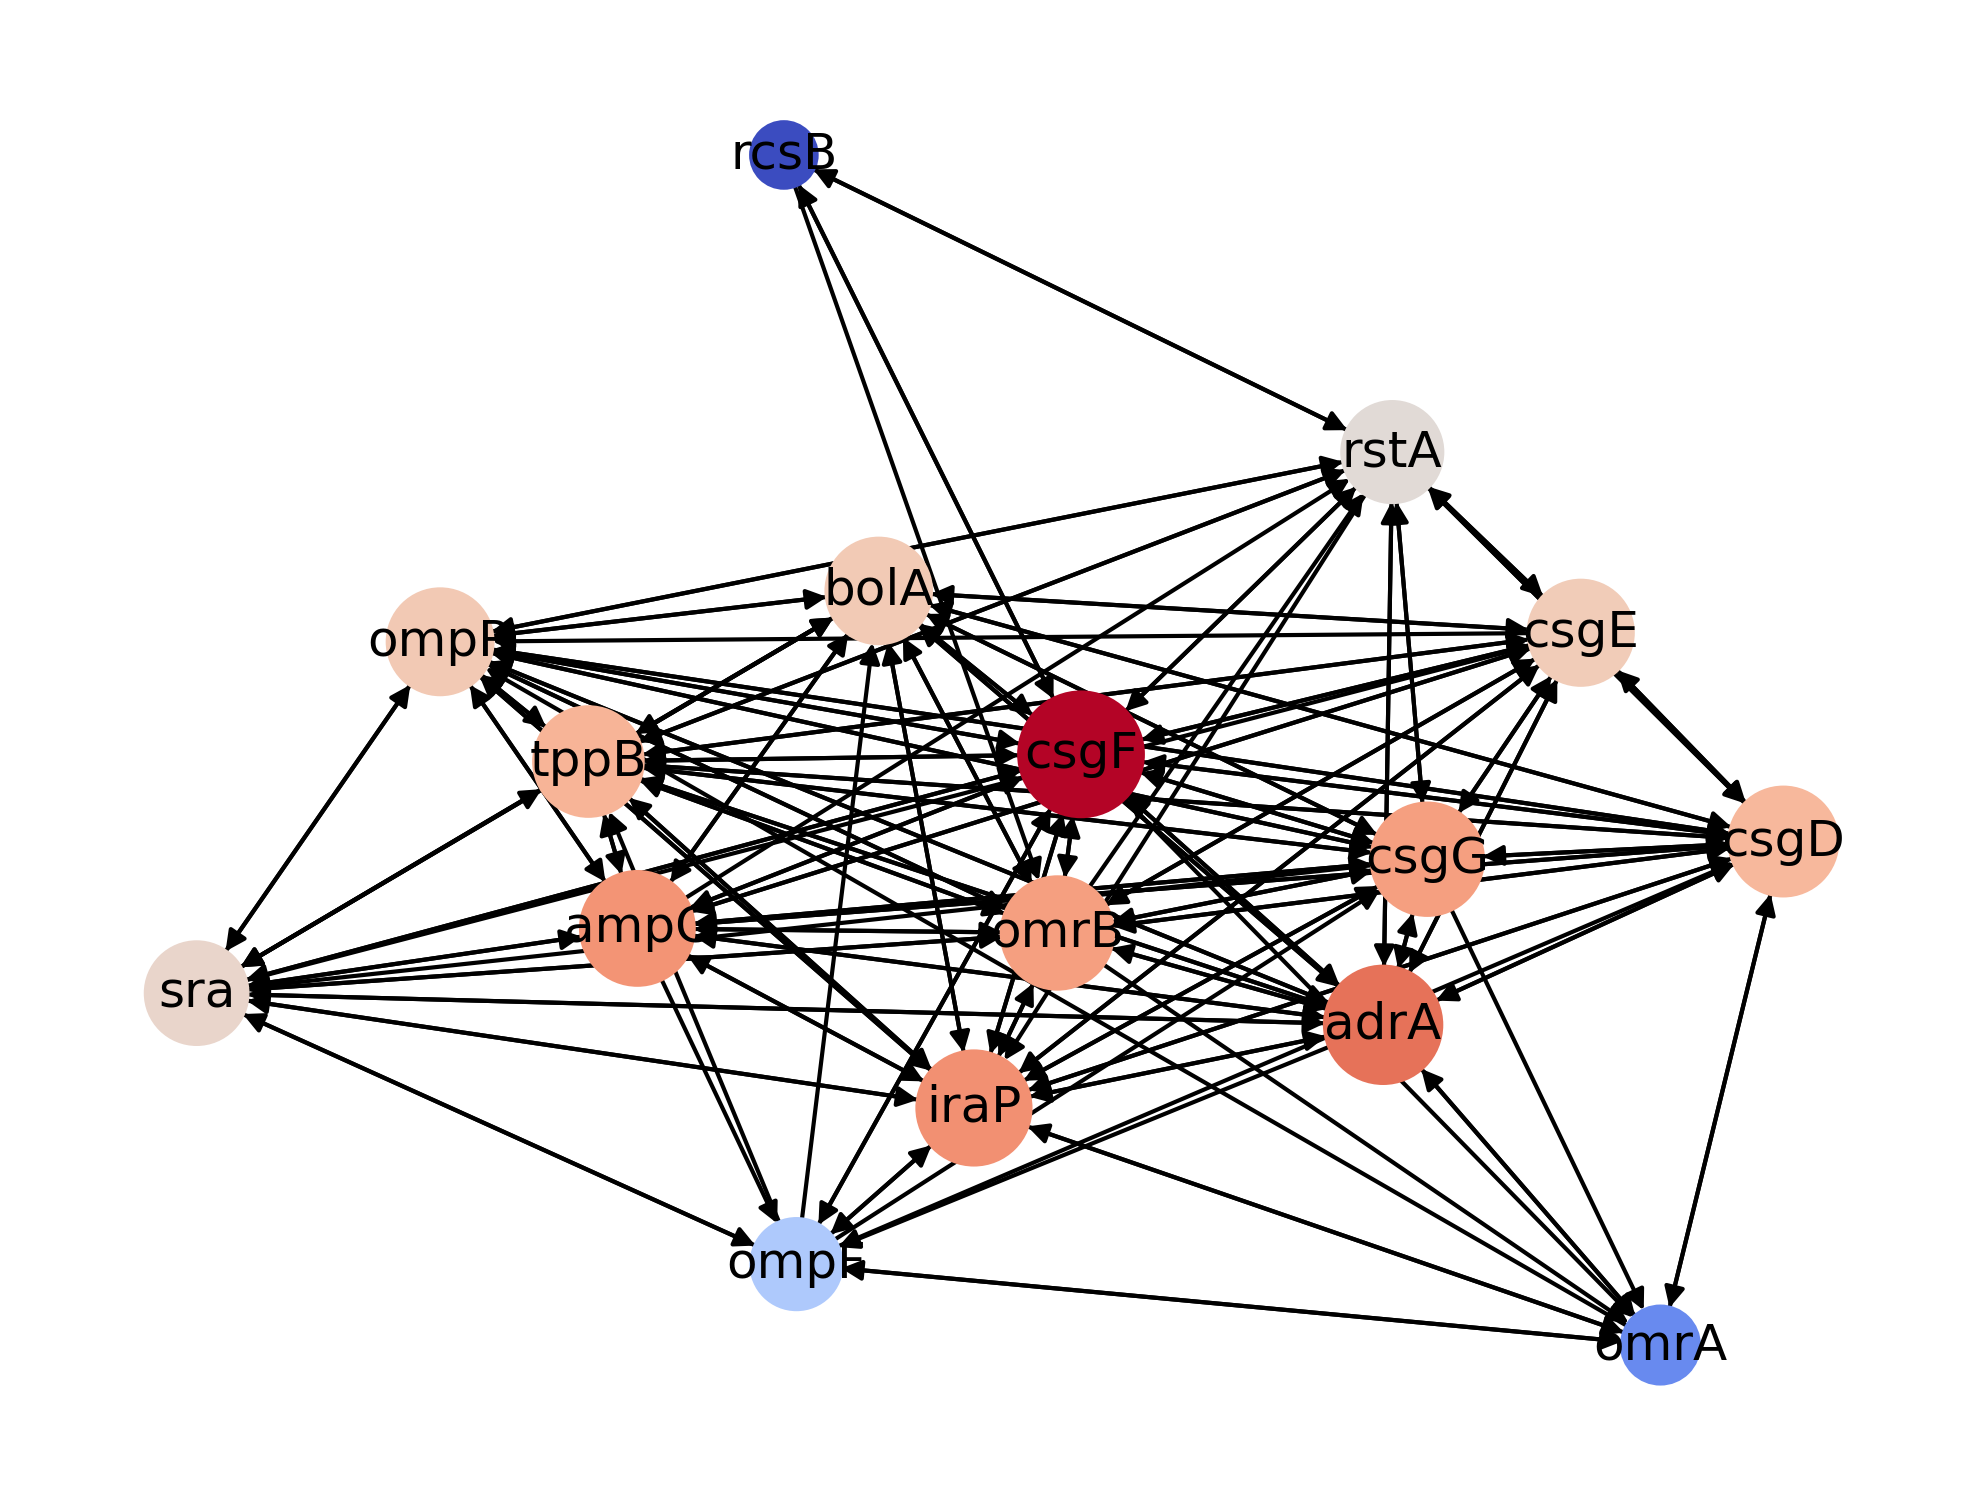 rcsB
rstA
bolA
csgE
ompR
csgF
tppB
csgD
csgG
ampC
omrB
sra
adrA
iraP
ompF
omrA